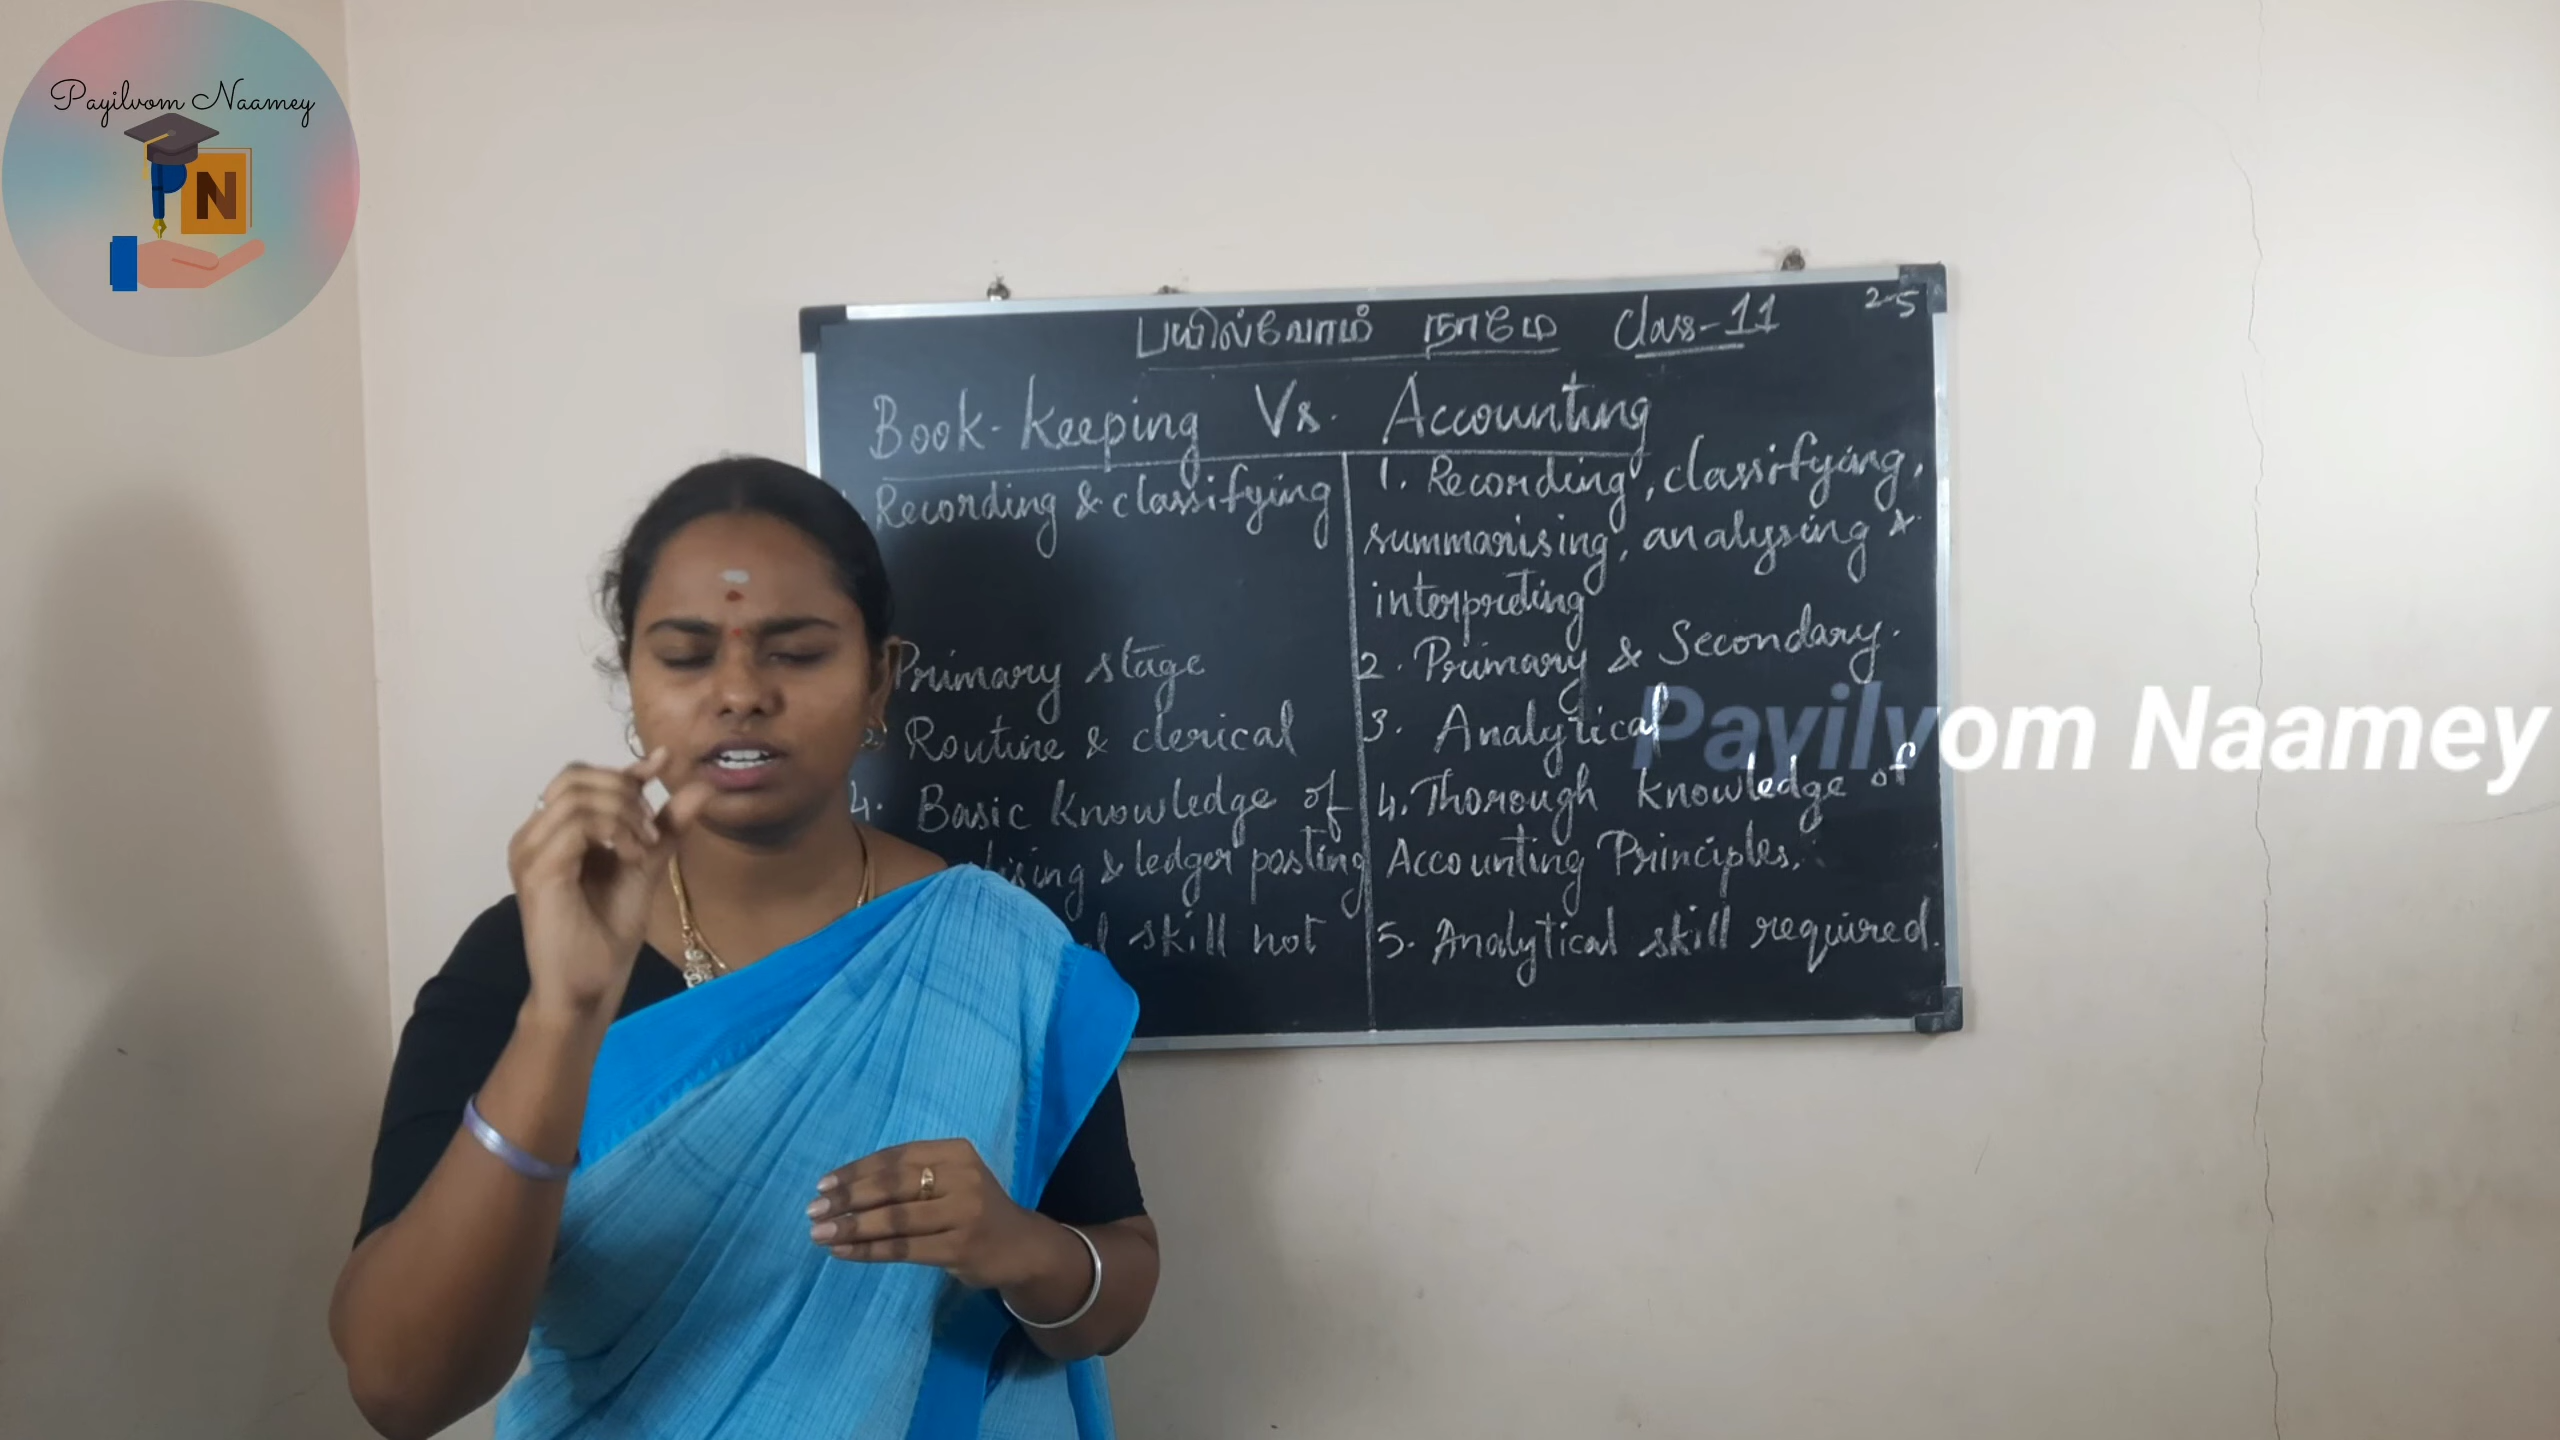 Payilvom Naamey
N
பயில்வோம் நாமே Class-11 2-5
Book-keeping Vs. Accounting
Recording & classifying
Primary stage
Routine & clerical
4. Basic knowledge of
& ledger posting
skill not
1. Recording, classifying,
summarising, analysing &
interpreting
2. Primary & Secondary.
3. Analytical
4. Thorough knowledge of
Accounting Principles.
5. Analytical skill required.
Payilvom Naamey